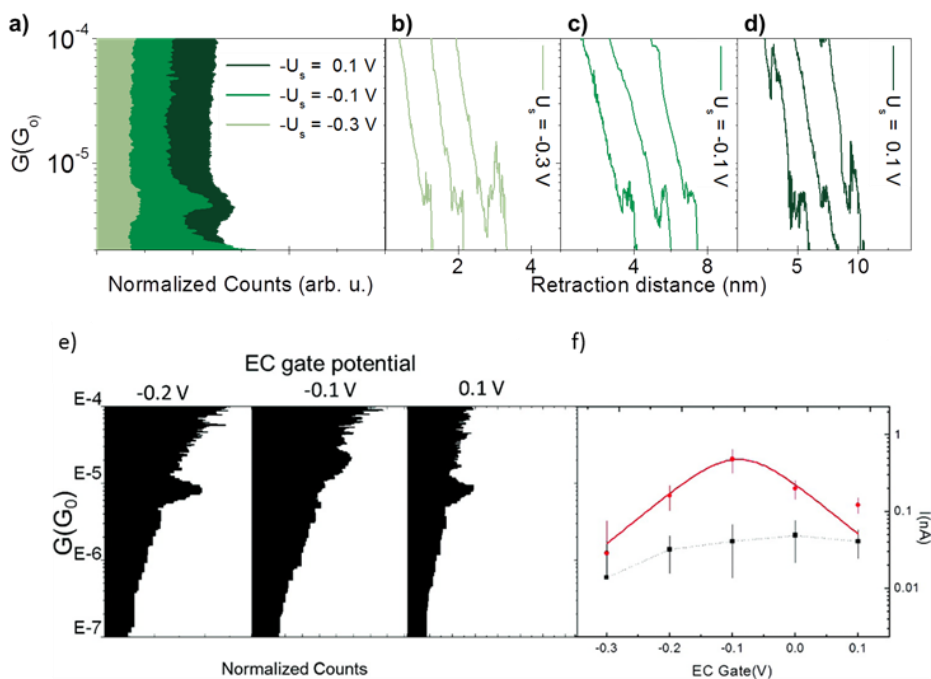 a)
10⁻⁴
10⁻⁵
G(G₀)
-Uₛ = 0.1 V
-Uₛ = -0.1 V
-Uₛ = -0.3 V
Normalized Counts (arb. u.)
b)
Uₛ = -0.3 V
2
4
c)
Uₛ = -0.1 V
4
8
d)
Uₛ = 0.1 V
5
10
Retraction distance (nm)
e)
EC gate potential
-0.2 V
-0.1 V
0.1 V
E-4
E-5
E-6
E-7
G(G₀)
Normalized Counts
f)
1
0.1
0.01
I(nA)
-0.3
-0.2
-0.1
0.0
0.1
EC Gate(V)